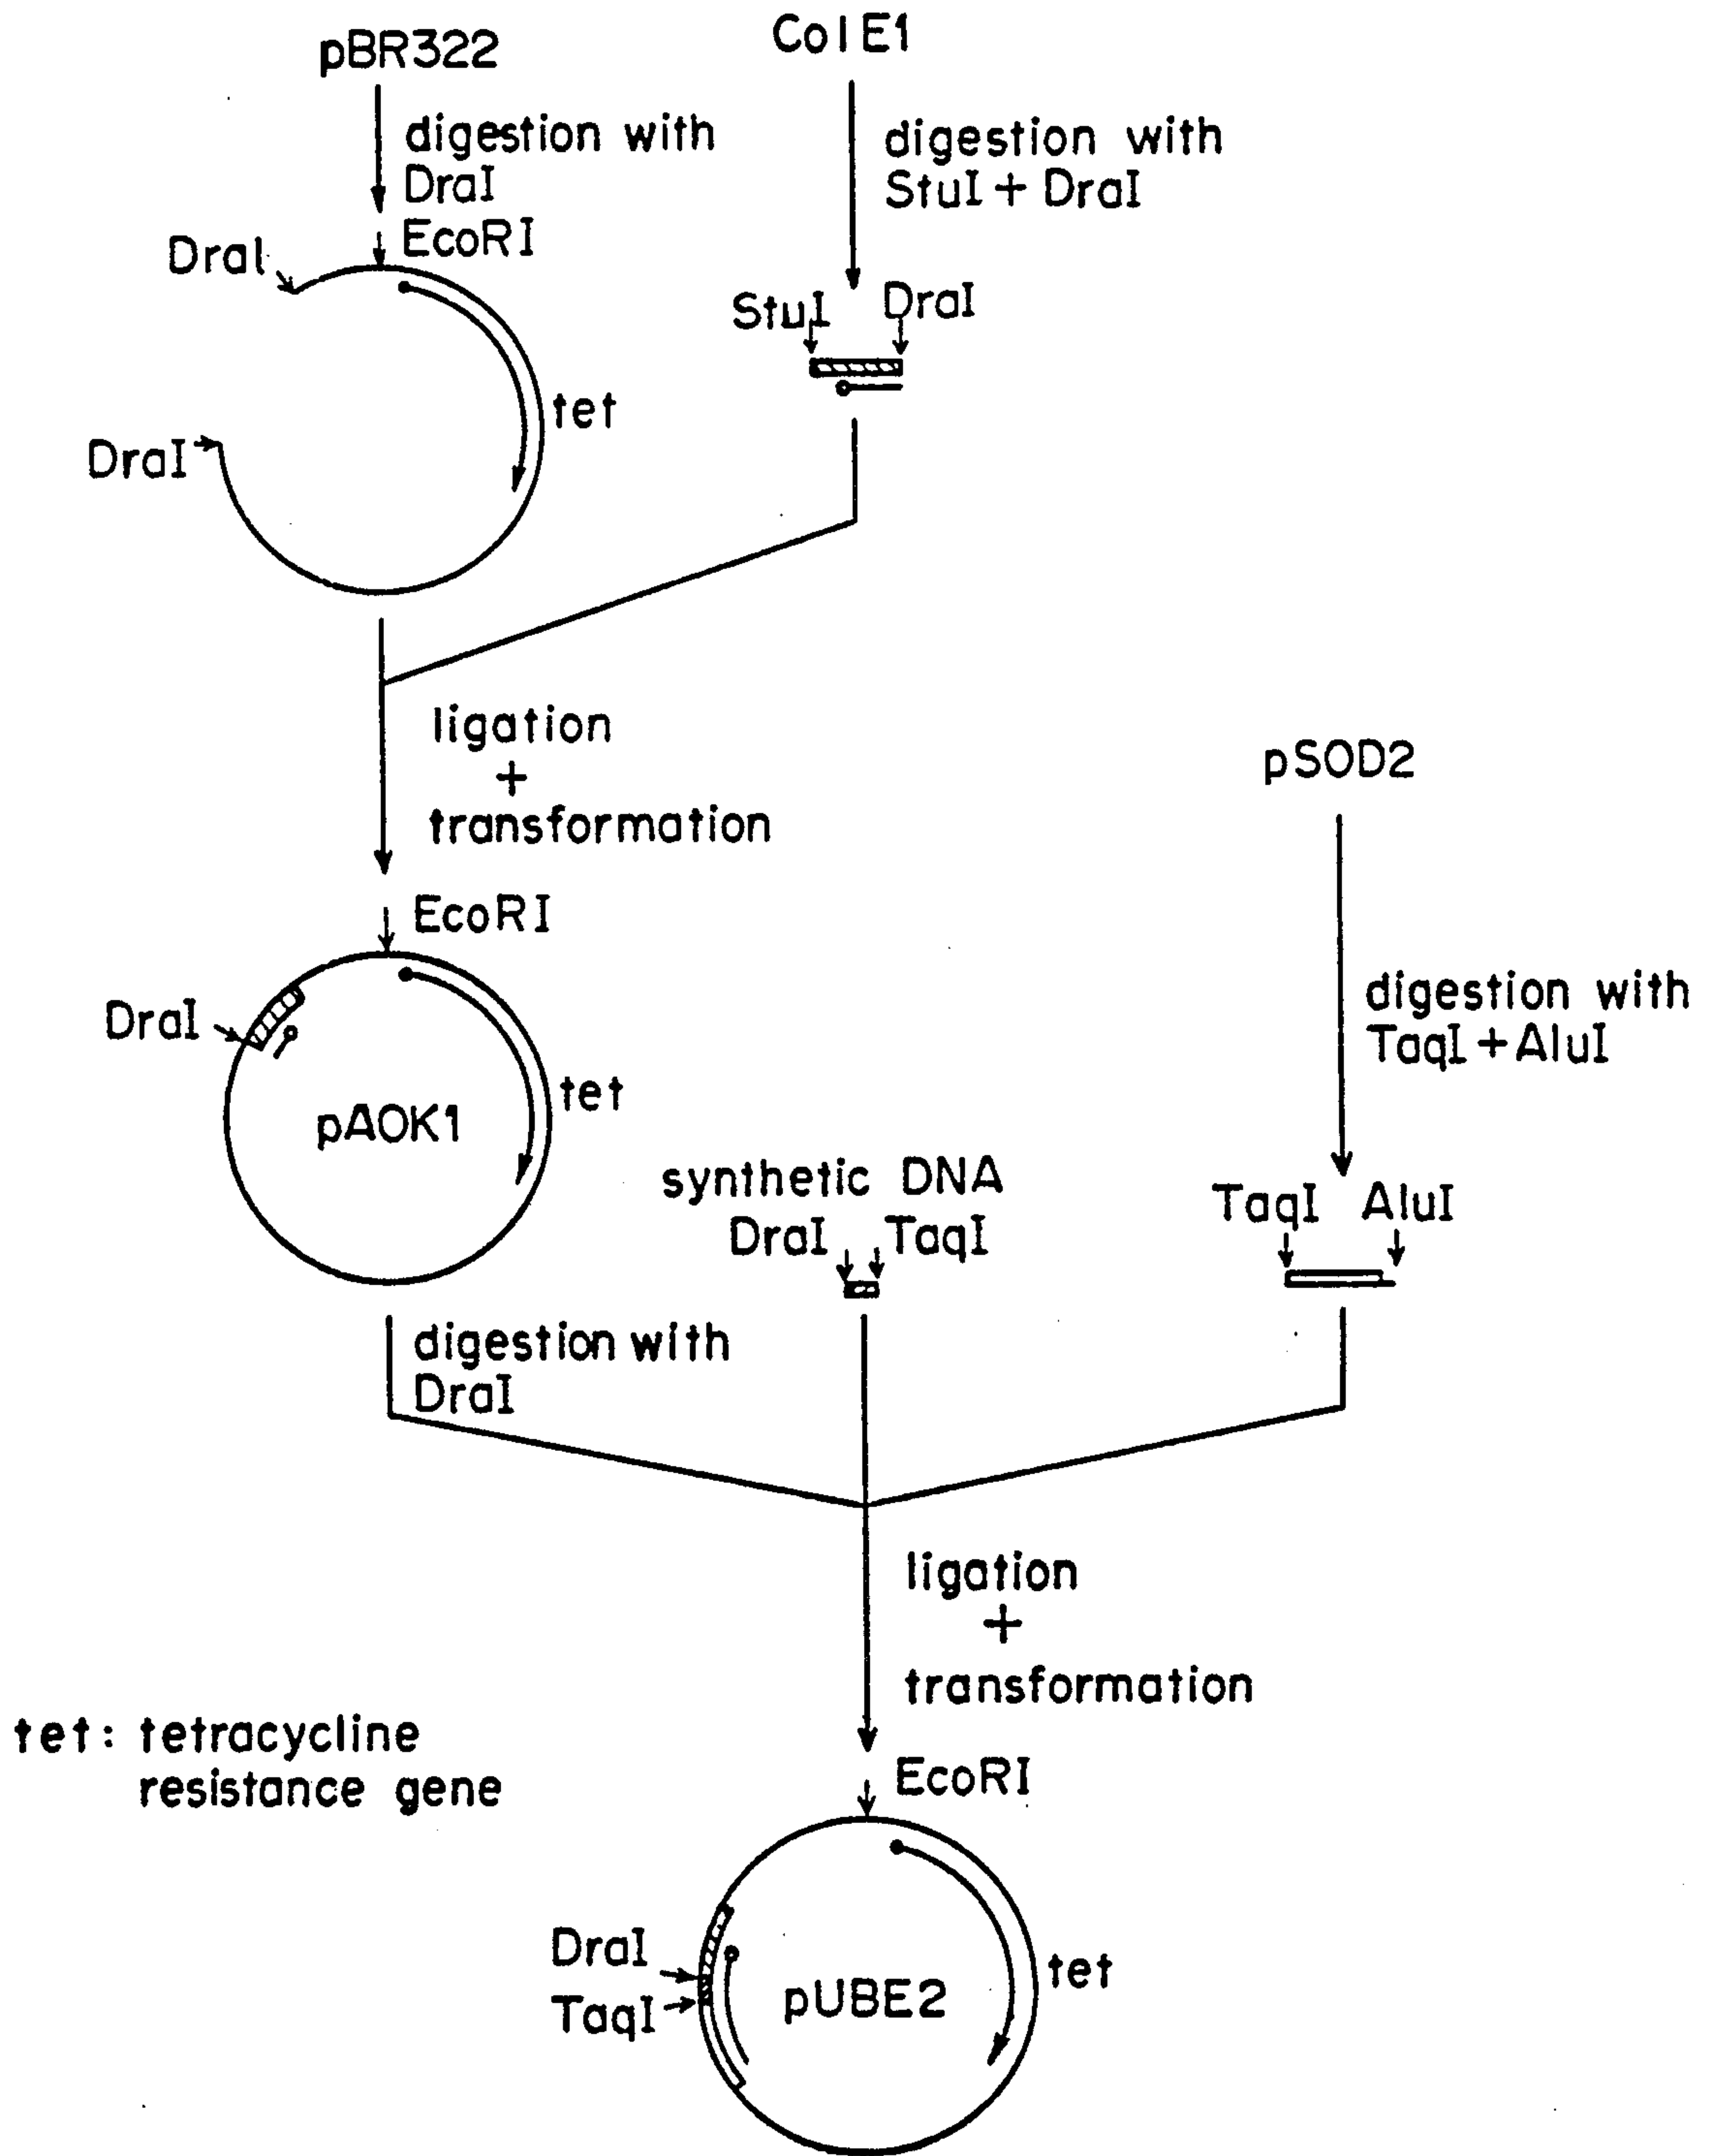 pBR322
ColE1
digestion with
DraI
digestion with
StuI + DraI
EcoRI
DraI
StuI
DraI
tet
DraI
ligation
+
transformation
pSOD2
EcoRI
digestion with
TaqI + AluI
DraI
tet
pAOK1
synthetic DNA
DraI
TaqI
TaqI
AluI
digestion with
DraI
ligation
+
transformation
tet: tetracycline
resistance gene
EcoRI
DraI
TaqI
pUBE2
tet